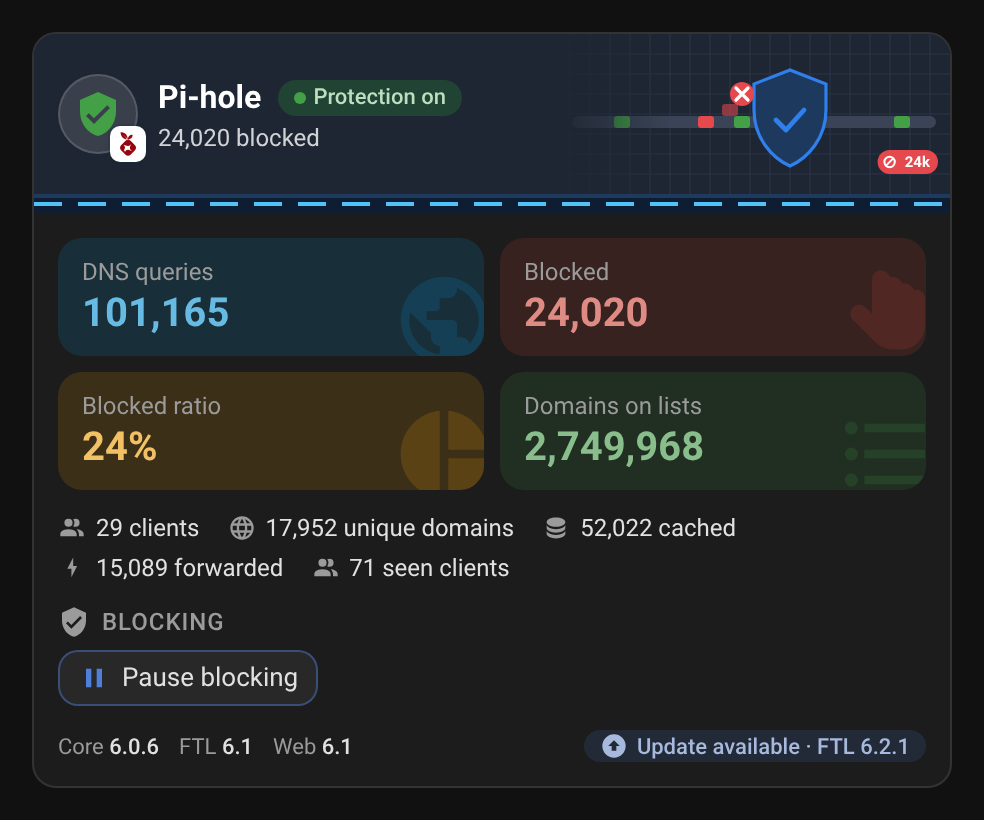 Pi-hole Protection on
24,020 blocked
24k
DNS queries
101,165
Blocked
24,020
Blocked ratio
24%
Domains on lists
2,749,968
29 clients 17,952 unique domains 52,022 cached
15,089 forwarded 71 seen clients
BLOCKING
Pause blocking
Core 6.0.6 FTL 6.1 Web 6.1 Update available · FTL 6.2.1